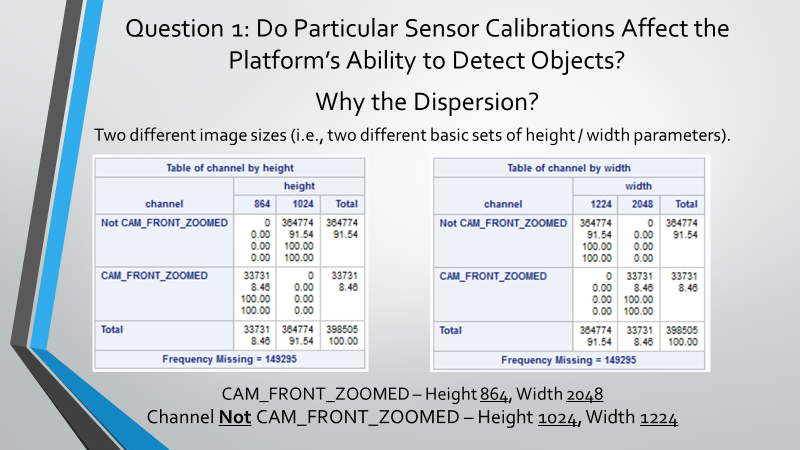 Question 1: Do Particular Sensor Calibrations Affect the
Platform's Ability to Detect Objects?
Why the Dispersion?
Two different image sizes (i.e., two different basic sets of height / width parameters).
Table of channel by height
height
channel 864 1024 Total
Not CAM_FRONT_ZOOMED 0 364774 364774
0.00 91.54 91.54
0.00 100.00
0.00 100.00
CAM_FRONT_ZOOMED 33731 0 33731
8.46 0.00 8.46
100.00 0.00
100.00 0.00
Total 33731 364774 398505
8.46 91.54 100.00
Frequency Missing = 149295
Table of channel by width
width
channel 1224 2048 Total
Not CAM_FRONT_ZOOMED 364774 0 364774
91.54 0.00 91.54
100.00 0.00
100.00 0.00
CAM_FRONT_ZOOMED 0 33731 33731
0.00 8.46 8.46
0.00 100.00
0.00 100.00
Total 364774 33731 398505
91.54 8.46 100.00
Frequency Missing = 149295
CAM_FRONT_ZOOMED – Height 864, Width 2048
Channel Not CAM_FRONT_ZOOMED – Height 1024, Width 1224